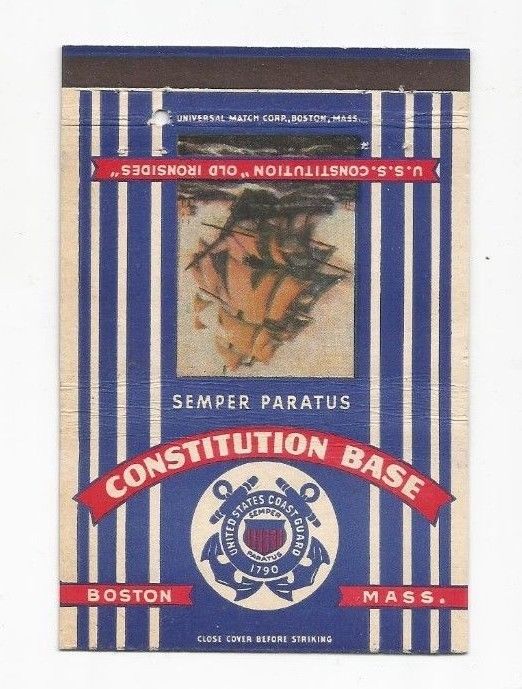 UNIVERSAL MATCH CORP., BOSTON, MASS.
U.S.S. CONSTITUTION "OLD IRONSIDES"
SEMPER PARATUS
CONSTITUTION BASE
UNITED STATES COAST GUARD
SEMPER
PARATUS
1790
BOSTON MASS.
CLOSE COVER BEFORE STRIKING